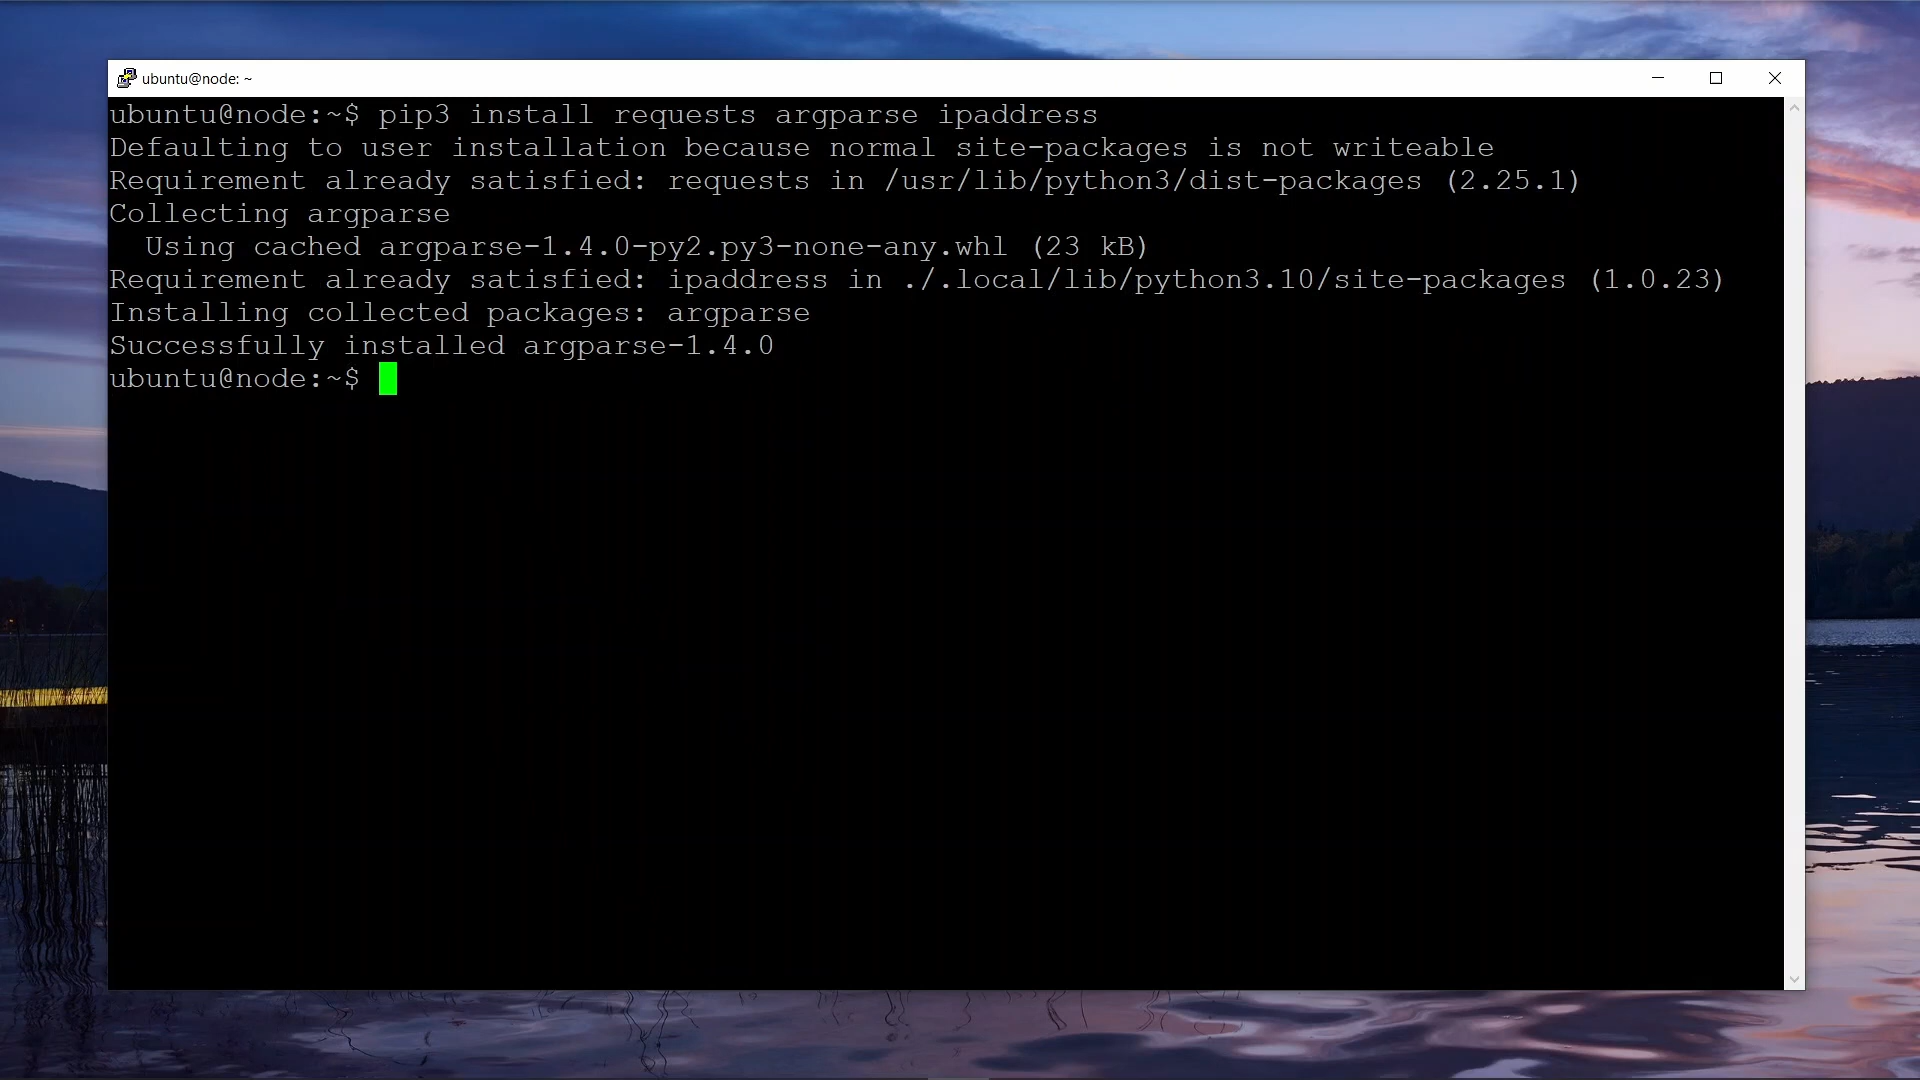 ubuntu@node: ~
ubuntu@node:~$ pip3 install requests argparse ipaddress
Defaulting to user installation because normal site-packages is not writeable
Requirement already satisfied: requests in /usr/lib/python3/dist-packages (2.25.1)
Collecting argparse
  Using cached argparse-1.4.0-py2.py3-none-any.whl (23 kB)
Requirement already satisfied: ipaddress in ./.local/lib/python3.10/site-packages (1.0.23)
Installing collected packages: argparse
Successfully installed argparse-1.4.0
ubuntu@node:~$